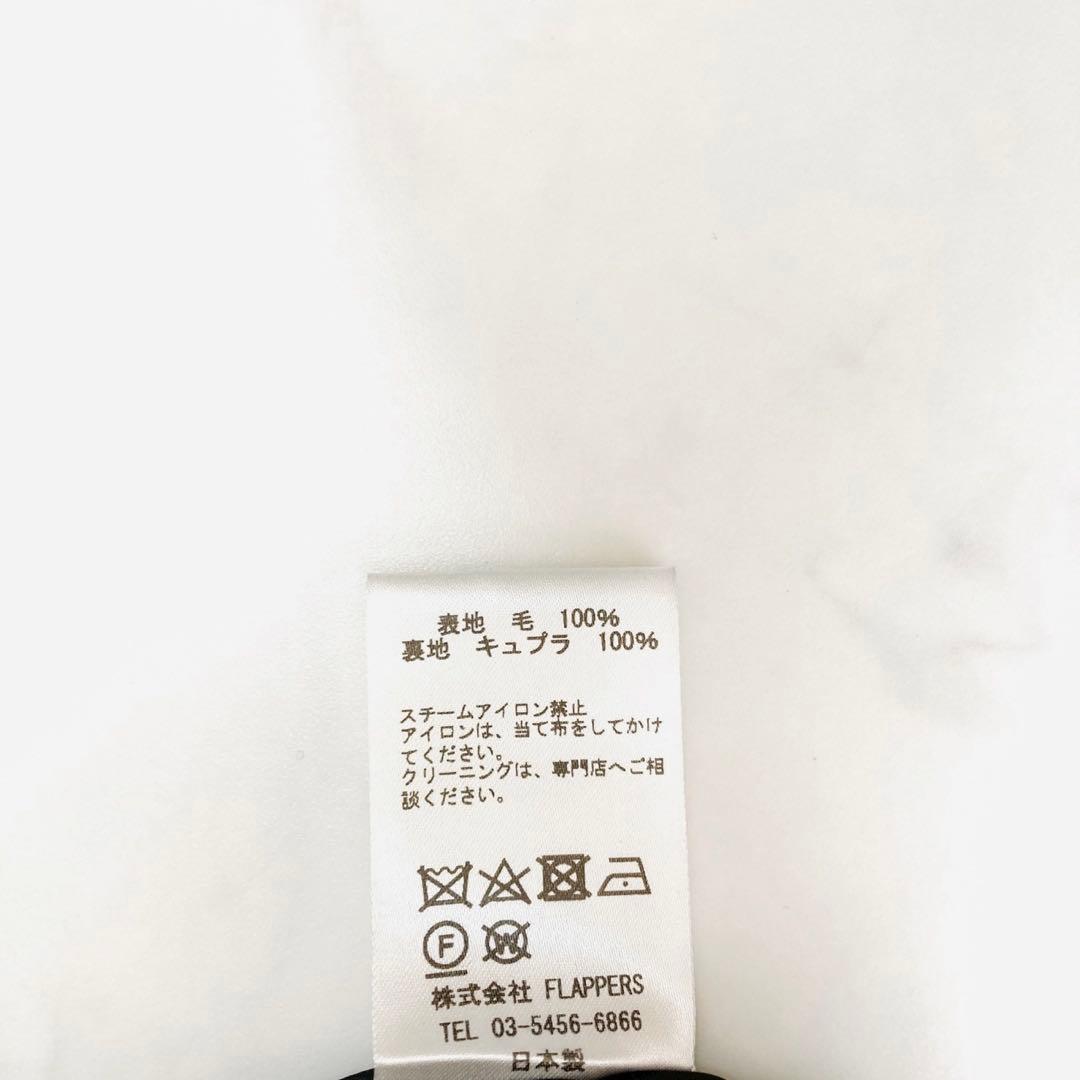 表地 毛 100%
裏地 キュプラ 100%
スチームアイロン禁止
アイロンは、当て布をしてかけ
てください。
クリーニングは、専門店へご相
談ください。
F W
株式会社 FLAPPERS
TEL 03-5456-6866
日本製